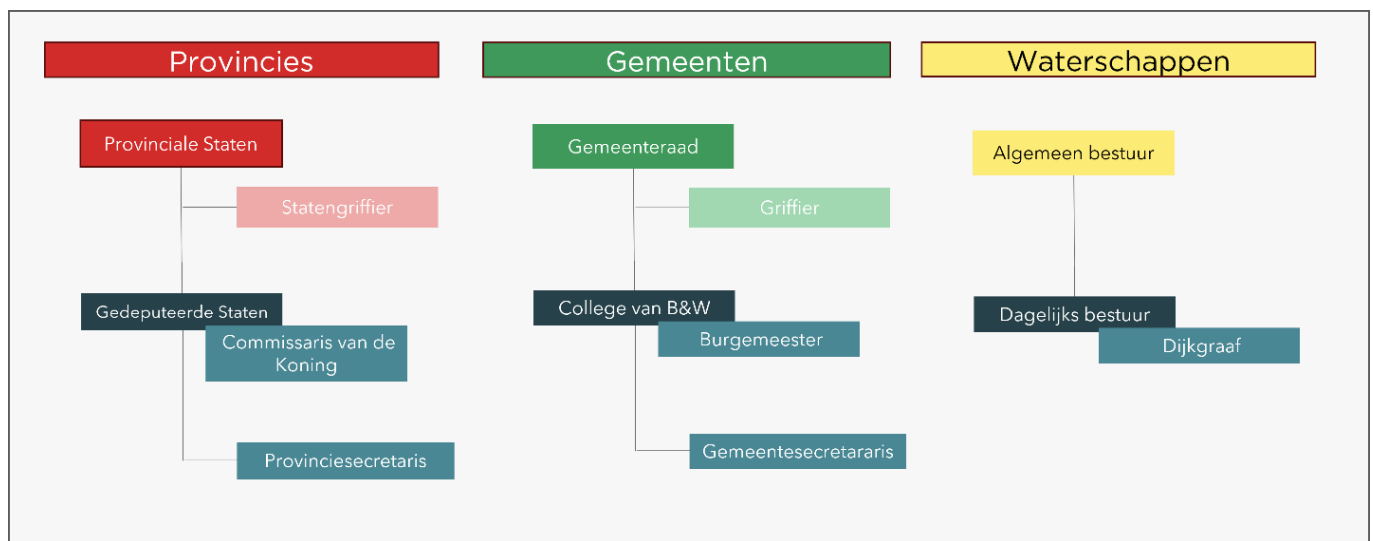 Provincies
Provinciale Staten
Statengriffier
Gedeputeerde Staten
Commissaris van de
Koning
Provinciesecretaris
Gemeenten
Gemeenteraad
Griffier
College van B&W
Burgemeester
Gemeentesecretararis
Waterschappen
Algemeen bestuur
Dagelijks bestuur
Dijkgraaf